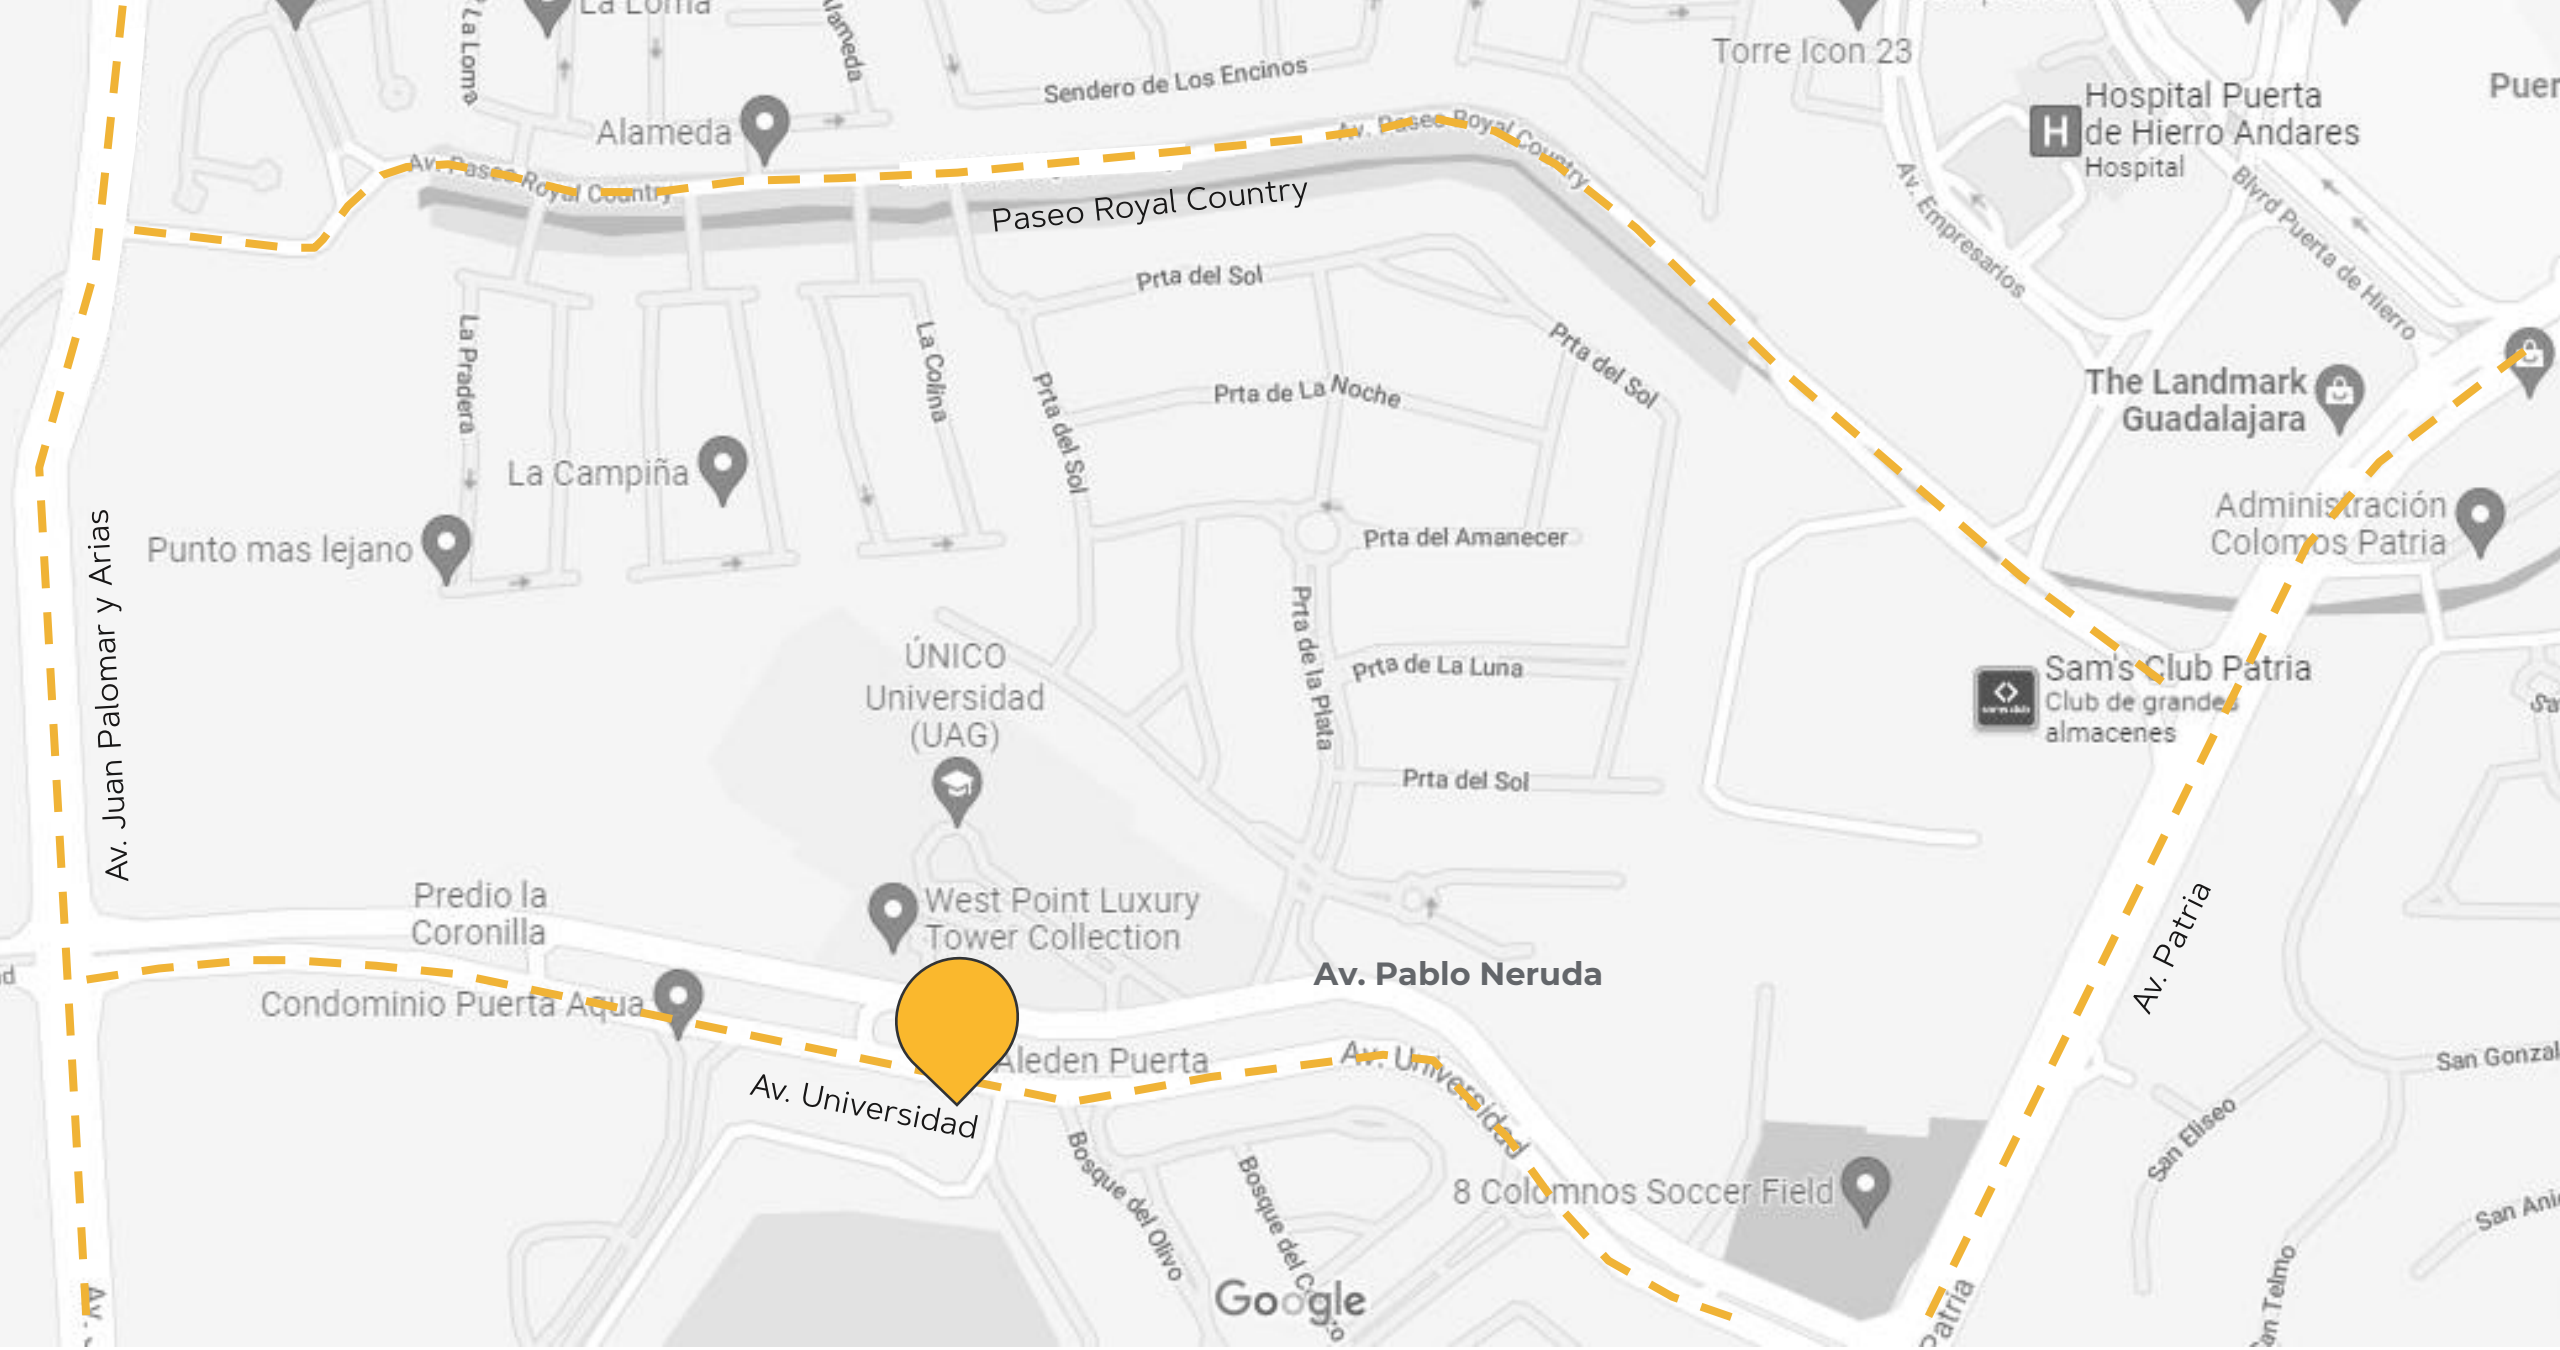 La Loma
La Loma
Alameda
Alameda
Sendero de Los Encinos
Torre Icon 23
Hospital Puerta
de Hierro Andares
Hospital
Av. Paseo Royal Country
Av. Paseo Royal Country
Paseo Royal Country
Av. Empresarios
Blvrd Puerta de Hierro
Prta del Sol
Prta del Sol
Prta del Sol
La Pradera
La Colina
Prta de La Noche
The Landmark
Guadalajara
La Campiña
Punto mas lejano
Prta del Amanecer
Administración
Colomos Patria
Av. Juan Palomar y Arias
Prta de la Plata
Prta de La Luna
ÚNICO
Universidad
(UAG)
Sam's Club Patria
Club de grandes
almacenes
Prta del Sol
Predio la
Coronilla
West Point Luxury
Tower Collection
Av. Pablo Neruda
Av. Patria
Condominio Puerta Aqua
Aleden Puerta
Av. Universidad
Av. Universidad
San Eliseo
Bosque del Olivo
8 Colomnos Soccer Field
Google
Patria